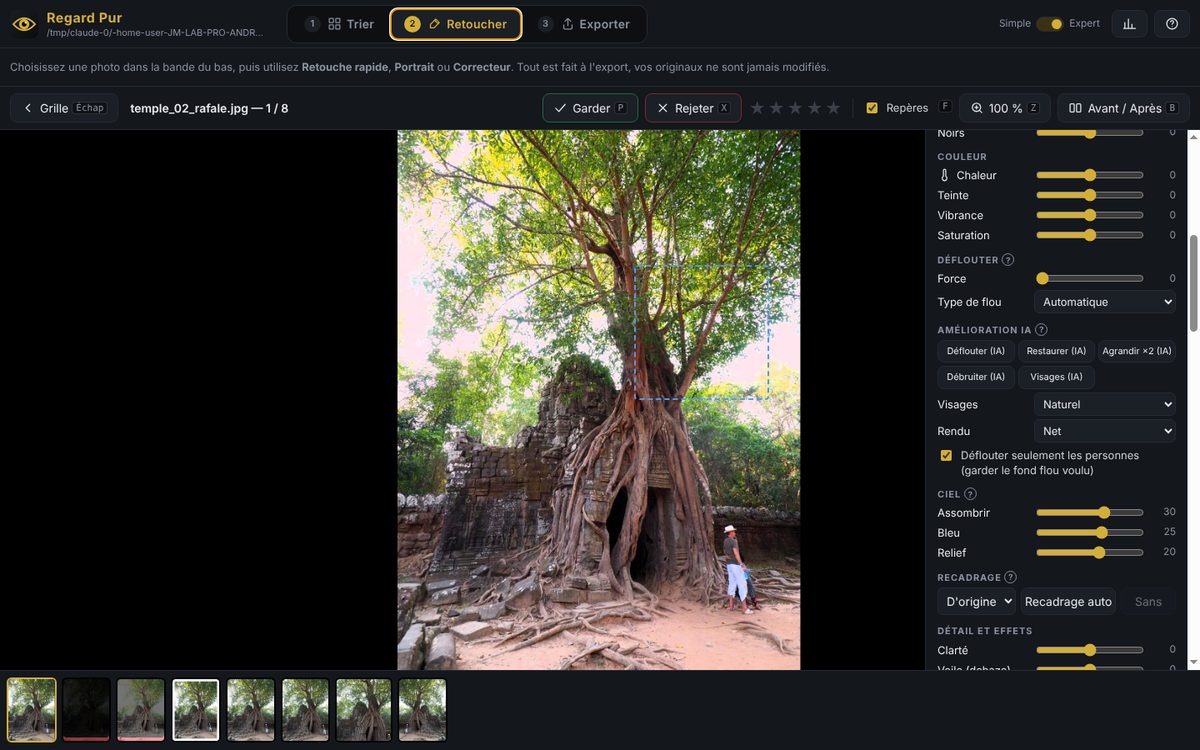 Regard Pur
/tmp/claude-0/-home-user-JM-LAB-PRO-ANDR...
1 Trier
2 Retoucher
3 Exporter
Simple Expert
Choisissez une photo dans la bande du bas, puis utilisez Retouche rapide, Portrait ou Correcteur. Tout est fait à l'export, vos originaux ne sont jamais modifiés.
Grille Échap
temple_02_rafale.jpg — 1 / 8
Garder P
Rejeter X
Repères F
100 % Z
Avant / Après B
Noirs 0
COULEUR
Chaleur 0
Teinte 0
Vibrance 0
Saturation 0
DÉFLOUTER ?
Force 0
Type de flou Automatique
AMÉLIORATION IA ?
Déflouter (IA) Restaurer (IA) Agrandir ×2 (IA)
Débruiter (IA) Visages (IA)
Visages Naturel
Rendu Net
Déflouter seulement les personnes
(garder le fond flou voulu)
CIEL ?
Assombrir 30
Bleu 25
Relief 20
RECADRAGE ?
D'origine Recadrage auto Sans
DÉTAIL ET EFFETS
Clarté 0
Voile (dehaze) 0